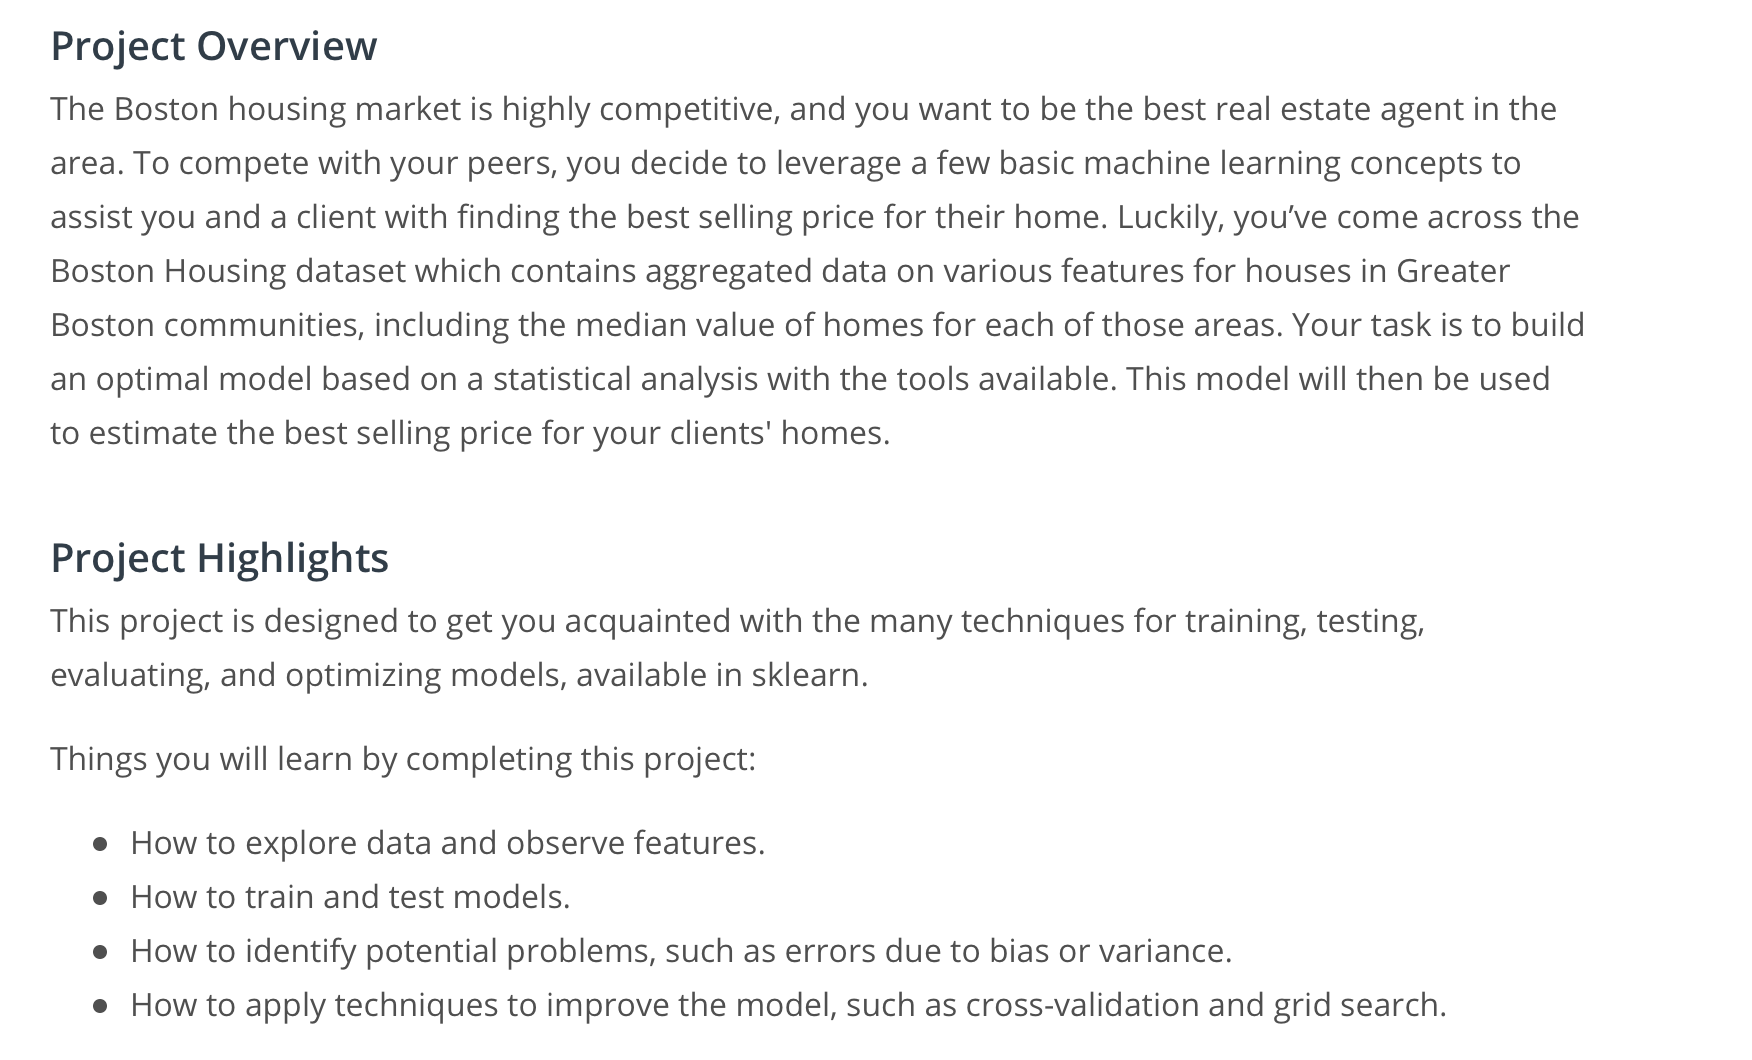 Project Overview
The Boston housing market is highly competitive, and you want to be the best real estate agent in the
area. To compete with your peers, you decide to leverage a few basic machine learning concepts to
assist you and a client with finding the best selling price for their home. Luckily, you’ve come across the
Boston Housing dataset which contains aggregated data on various features for houses in Greater
Boston communities, including the median value of homes for each of those areas. Your task is to build
an optimal model based on a statistical analysis with the tools available. This model will then be used
to estimate the best selling price for your clients' homes.
Project Highlights
This project is designed to get you acquainted with the many techniques for training, testing,
evaluating, and optimizing models, available in sklearn.
Things you will learn by completing this project:
● How to explore data and observe features.
● How to train and test models.
● How to identify potential problems, such as errors due to bias or variance.
● How to apply techniques to improve the model, such as cross-validation and grid search.